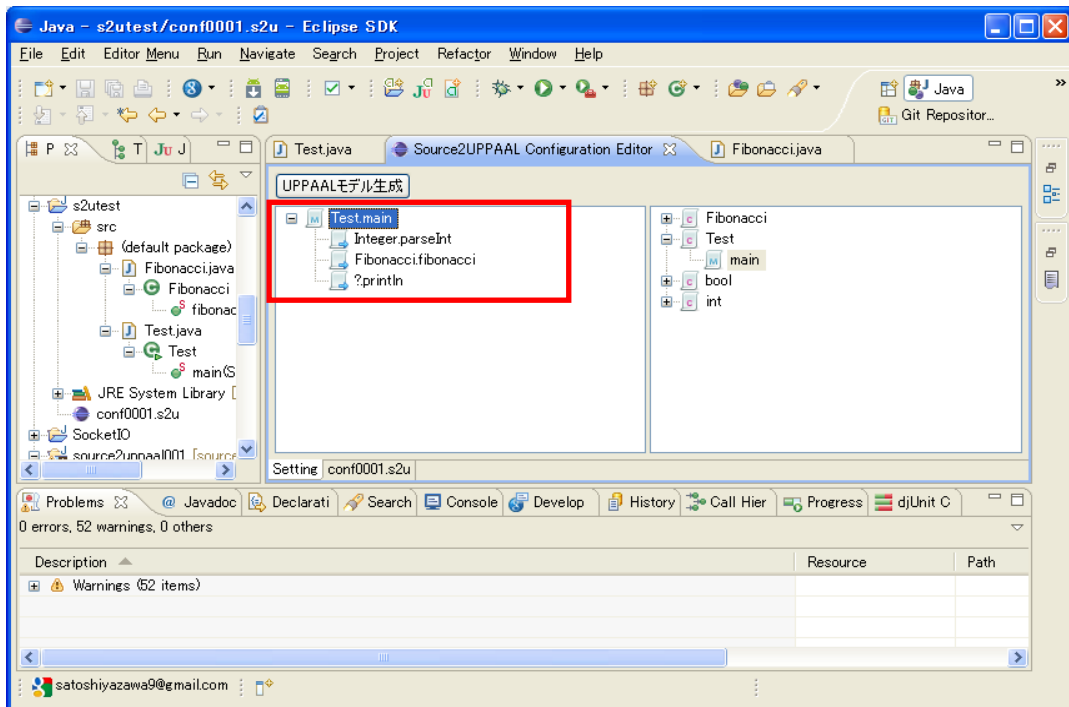 Java - s2utest/conf0001.s2u - Eclipse SDK
File Edit Editor Menu Run Navigate Search Project Refactor Window Help
Java
Git Repositor...
P T Ju J
Test.java Source2UPPAAL Configuration Editor Fibonacci.java
UPPAALモデル生成
s2utest
src
(default package)
Fibonacci.java
Fibonacci
fibonac
Test.java
Test
main(S
JRE System Library [
conf0001.s2u
SocketIO
source2uppaal001 [source
Test.main
Integer.parseInt
Fibonacci.fibonacci
?.println
Fibonacci
Test
main
bool
int
Setting conf0001.s2u
Problems @ Javadoc Declarati Search Console Develop History Call Hier Progress djUnit C
0 errors, 52 warnings, 0 others
Description Resource Path
Warnings (52 items)
satoshiyazawa9@gmail.com